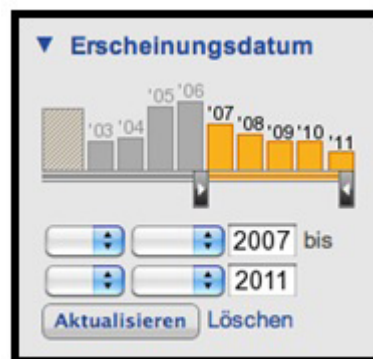 ▼ Erscheinungsdatum
'03 '04 '05 '06 '07 '08 '09 '10 '11
2007 bis
2011
Aktualisieren Löschen